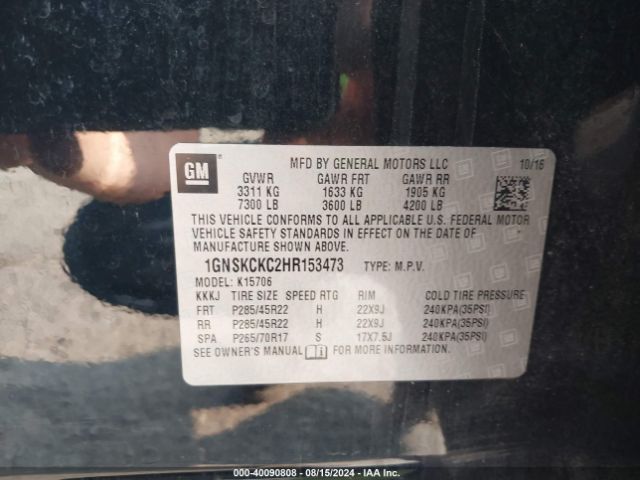 GM ®
MFD BY GENERAL MOTORS LLC 10/16
GVWR GAWR FRT GAWR RR
3311 KG 1633 KG 1905 KG
7300 LB 3600 LB 4200 LB
THIS VEHICLE CONFORMS TO ALL APPLICABLE U.S. FEDERAL MOTOR
VEHICLE SAFETY STANDARDS IN EFFECT ON THE DATE OF
MANUFACTURE SHOWN ABOVE.
1GNSKCKC2HR153473 TYPE: M.P.V.
MODEL: K15706
KKKJ TIRE SIZE SPEED RTG RIM COLD TIRE PRESSURE
FRT P285/45R22 H 22X9J 240KPA(35PSI)
RR P285/45R22 H 22X9J 240KPA(35PSI)
SPA P265/70R17 S 17X7.5J 240KPA(35PSI)
SEE OWNER'S MANUAL FOR MORE INFORMATION.
000-40090808 - 08/15/2024 - IAA Inc.